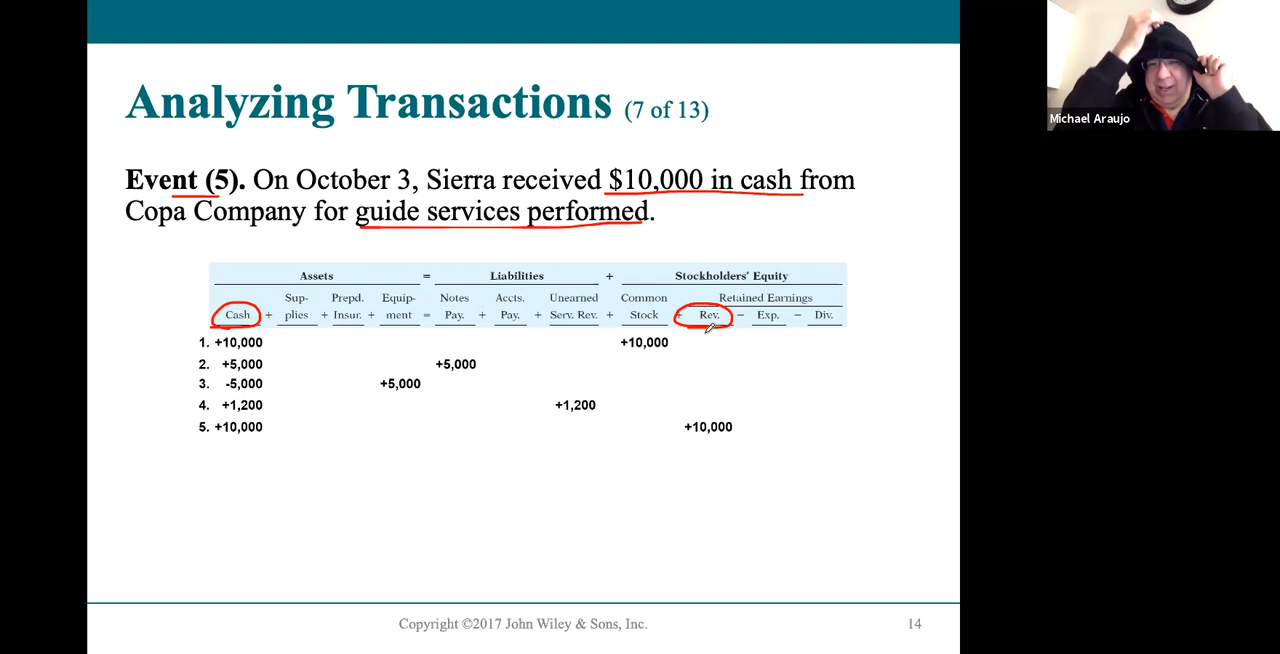 Analyzing Transactions (7 of 13)
Event (5). On October 3, Sierra received $10,000 in cash from
Copa Company for guide services performed.
Assets = Liabilities + Stockholders' Equity
Sup- Prepd. Equip- Notes Accts. Unearned Common Retained Earnings
Cash + plies + Insur. + ment = Pay. + Pay. + Serv. Rev. + Stock + Rev. − Exp. − Div.
1. +10,000 +10,000
2. +5,000 +5,000
3. -5,000 +5,000
4. +1,200 +1,200
5. +10,000 +10,000
Copyright ©2017 John Wiley & Sons, Inc. 14
Michael Araujo